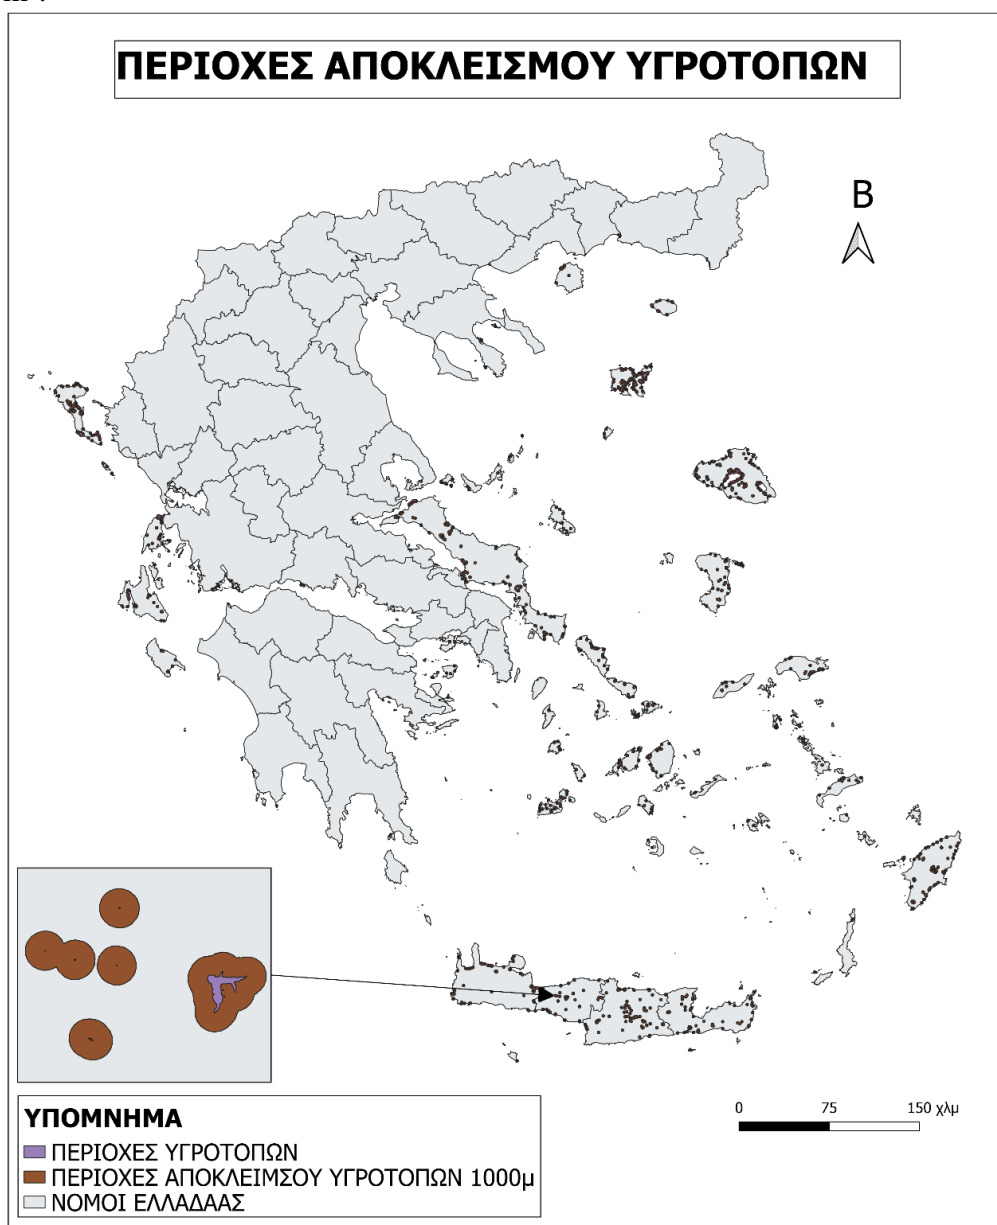 ΠΕΡΙΟΧΕΣ ΑΠΟΚΛΕΙΣΜΟΥ ΥΓΡΟΤΟΠΩΝ
Β
ΥΠΟΜΝΗΜΑ
ΠΕΡΙΟΧΕΣ ΥΓΡΟΤΟΠΩΝ
ΠΕΡΙΟΧΕΣ ΑΠΟΚΛΕΙΜΣΟΥ ΥΓΡΟΤΟΠΩΝ 1000μ
ΝΟΜΟΙ ΕΛΛΑΔΑΑΣ
0 75 150 χλμ